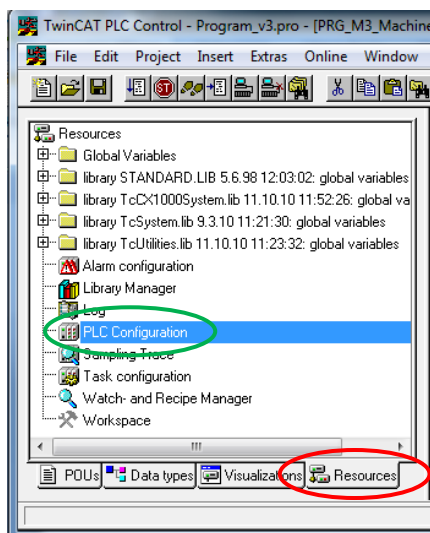 TwinCAT PLC Control - Program_v3.pro - [PRG_M3_Machine
File Edit Project Insert Extras Online Window
Resources
Global Variables
library STANDARD.LIB 5.6.98 12:03:02: global variables
library TcCX1000System.lib 11.10.10 11:52:26: global va
library TcSystem.lib 9.3.10 11:21:30: global variables
library TcUtilities.lib 11.10.10 11:23:32: global variables
Alarm configuration
Library Manager
Log
PLC Configuration
Sampling Trace
Task configuration
Watch- and Recipe Manager
Workspace
POUs Data types Visualizations Resources